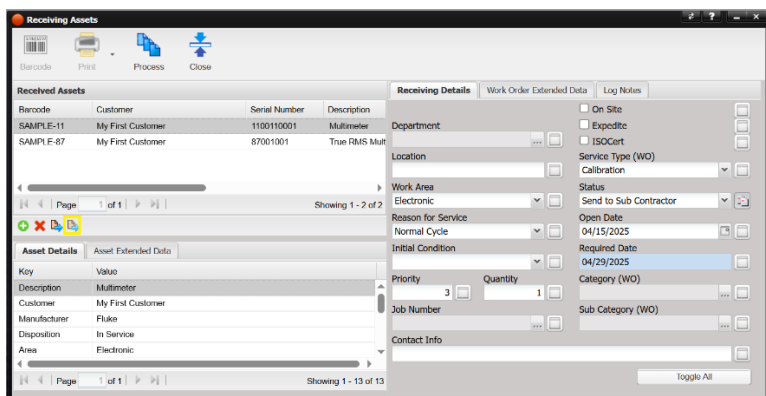 Receiving Assets
? – x
Barcode Print Process Close
Received Assets
Barcode Customer Serial Number Description
SAMPLE-11 My First Customer 1100110001 Multimeter
SAMPLE-87 My First Customer 87001001 True RMS Mult
Page 1 of 1 Showing 1 - 2 of 2
Asset Details Asset Extended Data
Key Value
Description Multimeter
Customer My First Customer
Manufacturer Fluke
Disposition In Service
Area Electronic
Page 1 of 1 Showing 1 - 13 of 13
Receiving Details Work Order Extended Data Log Notes
On Site
Department Expedite
... ISOCert
Location Service Type (WO)
Calibration
Work Area Status
Electronic Send to Sub Contractor
Reason for Service Open Date
Normal Cycle 04/15/2025
Initial Condition Required Date
04/29/2025
Priority Quantity Category (WO)
3 1 ...
Job Number Sub Category (WO)
... ...
Contact Info
Toggle All